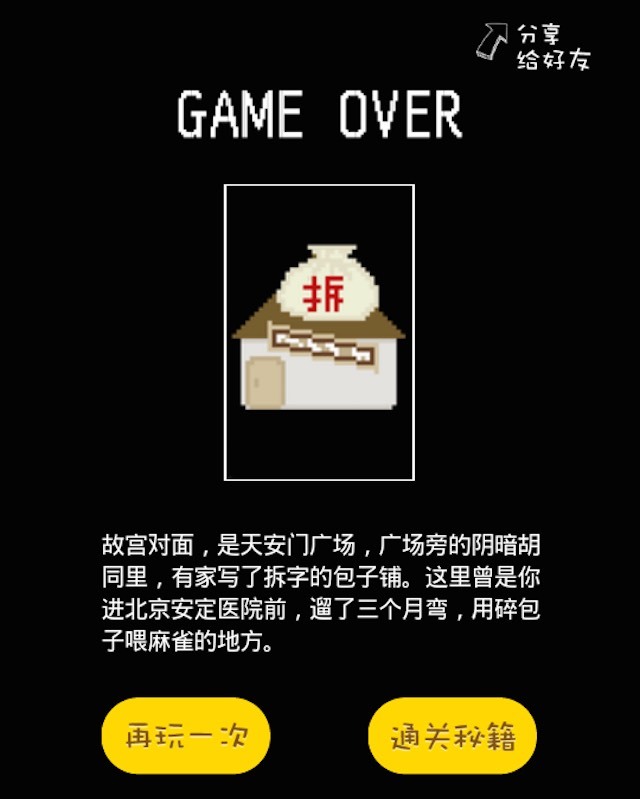 分享
给好友
GAME OVER
拆
故宫对面，是天安门广场，广场旁的阴暗胡
同里，有家写了拆字的包子铺。这里曾是你
进北京安定医院前，遛了三个月弯，用碎包
子喂麻雀的地方。
再玩一次
通关秘籍